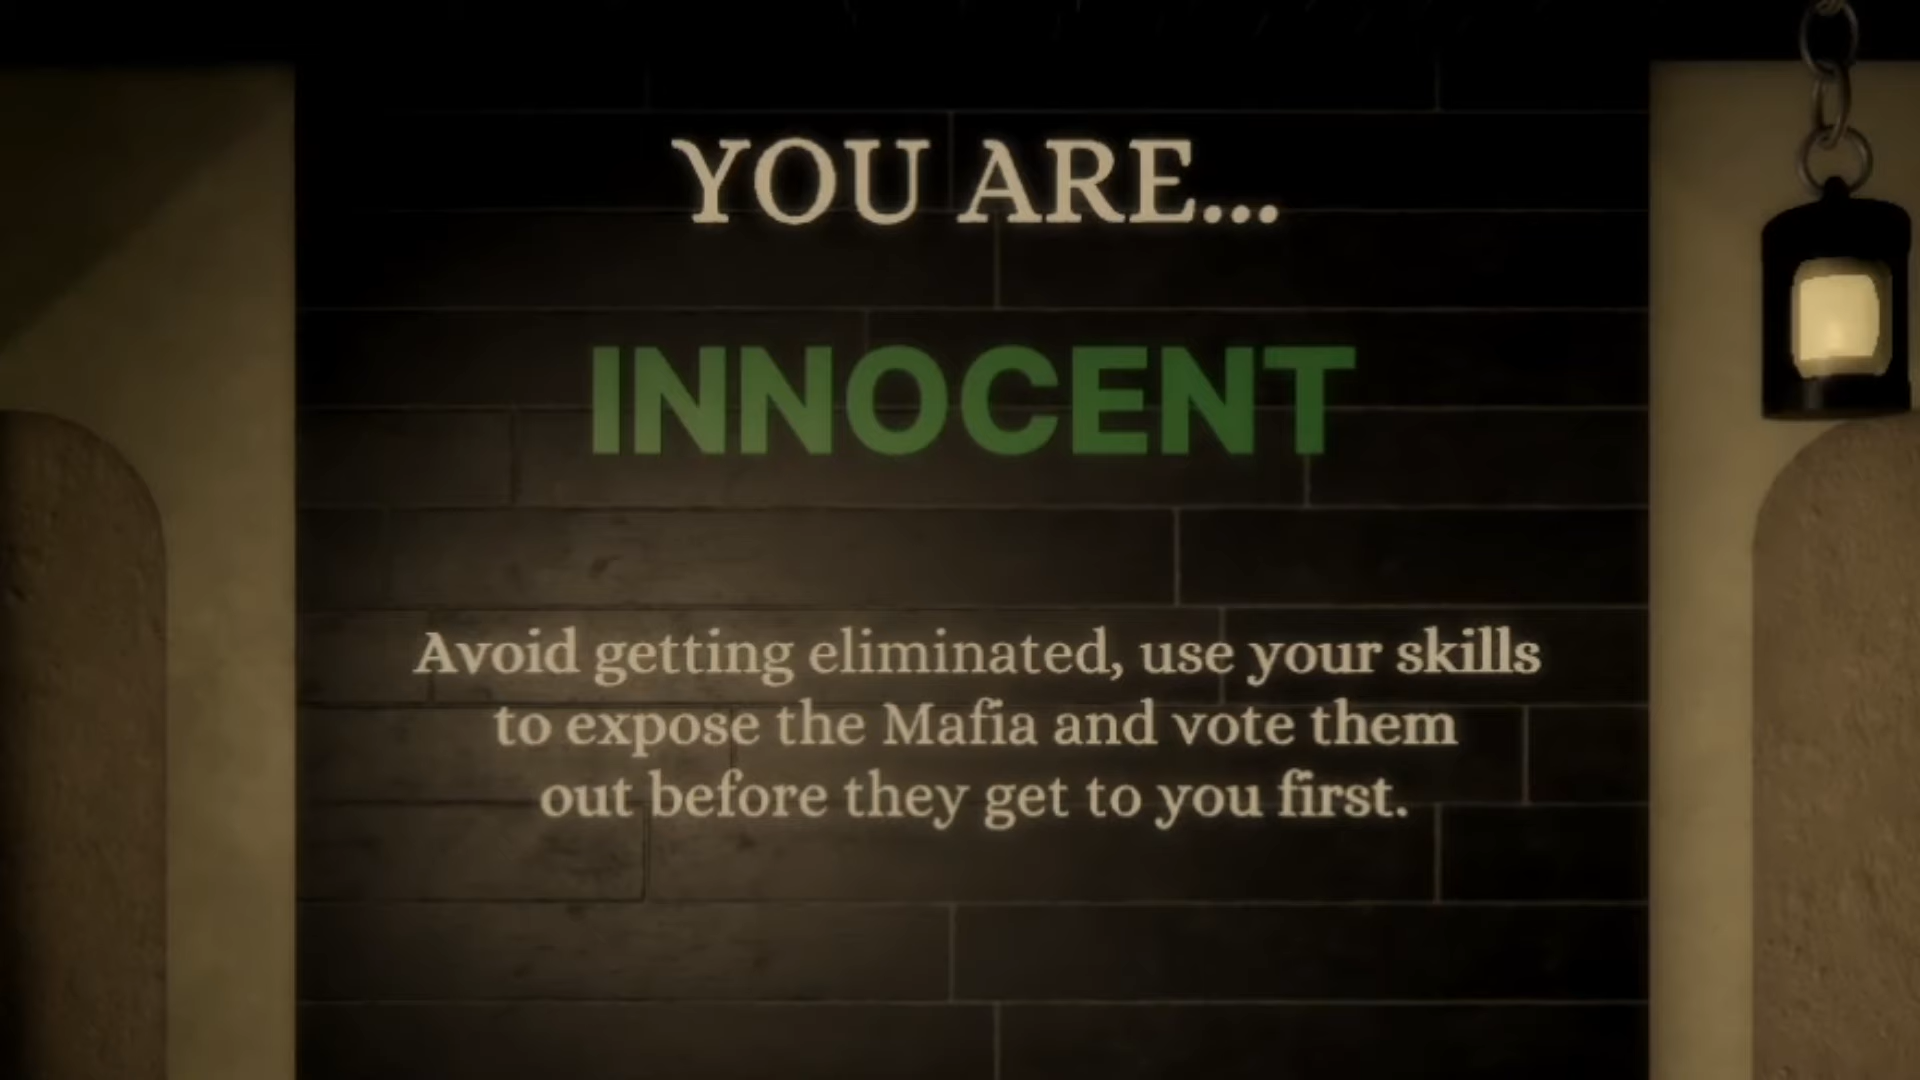 YOU ARE...
INNOCENT
Avoid getting eliminated, use your skills
to expose the Mafia and vote them
out before they get to you first.